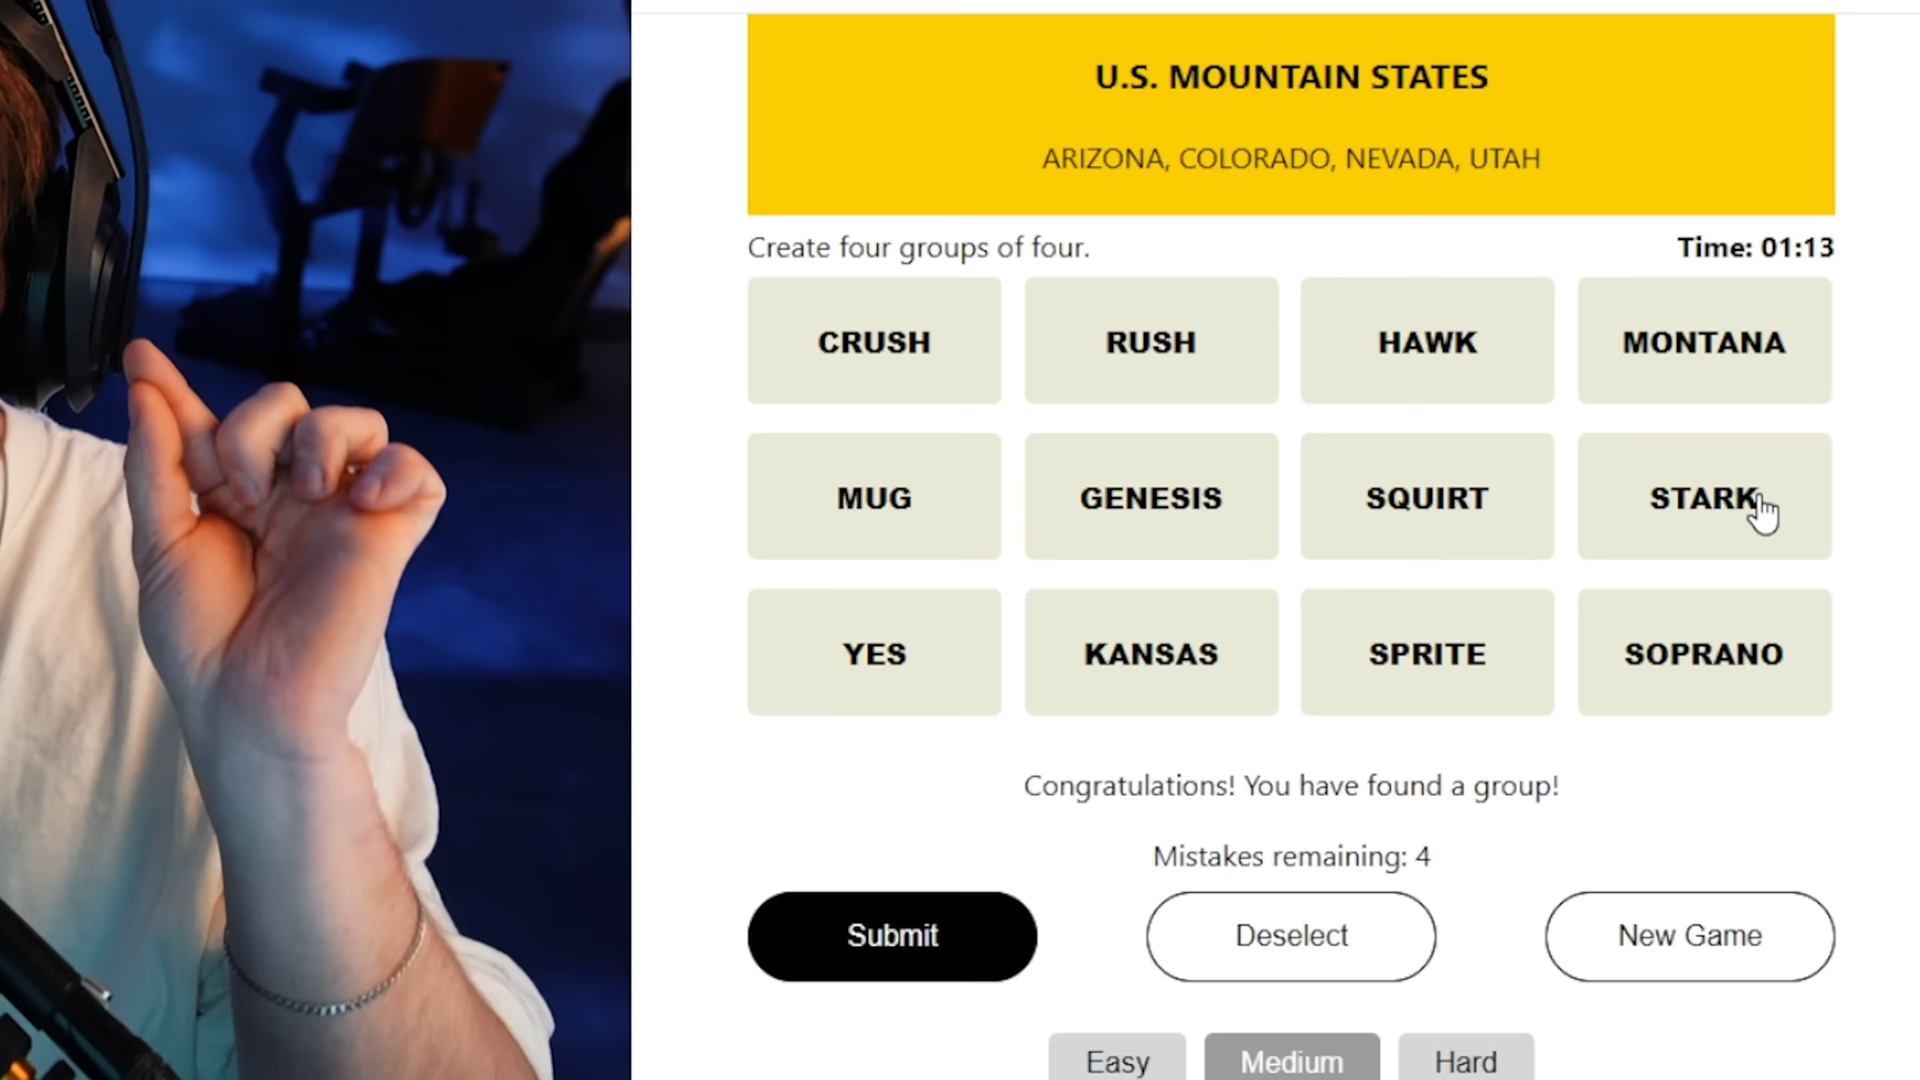 U.S. MOUNTAIN STATES
ARIZONA, COLORADO, NEVADA, UTAH
Create four groups of four.
Time: 01:13
CRUSH
RUSH
HAWK
MONTANA
MUG
GENESIS
SQUIRT
STARK
YES
KANSAS
SPRITE
SOPRANO
Congratulations! You have found a group!
Mistakes remaining: 4
Submit
Deselect
New Game
Easy
Medium
Hard